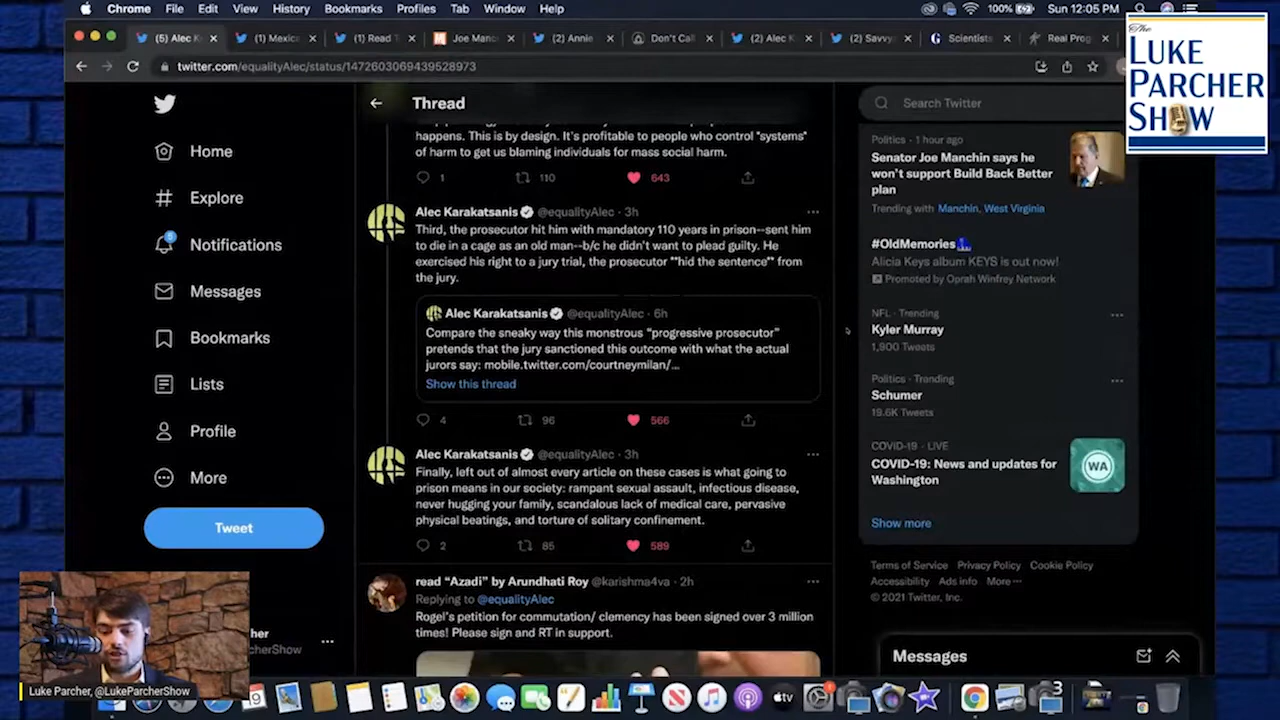 Chrome File Edit View History Bookmarks Profiles Tab Window Help
100% Sun 12:05 PM
(5) Alec K
(1) Mexica
(1) Read T
Joe Manc
(2) Annie
Don't Call
(2) Alec K
(2) Savvy
Scientists
Real Prog
twitter.com/equalityAlec/status/1472603069439528973
The
LUKE
PARCHER
SHOW
Home
Explore
5
Notifications
Messages
Bookmarks
Lists
Profile
More
Tweet
Thread
happens. This is by design. It's profitable to people who control "systems"
of harm to get us blaming individuals for mass social harm.
1 110 643
Alec Karakatsanis @equalityAlec · 3h
Third, the prosecutor hit him with mandatory 110 years in prison--sent him
to die in a cage as an old man--b/c he didn't want to plead guilty. He
exercised his right to a jury trial, the prosecutor **hid the sentence** from
the jury.
Alec Karakatsanis @equalityAlec · 6h
Compare the sneaky way this monstrous "progressive prosecutor"
pretends that the jury sanctioned this outcome with what the actual
jurors say: mobile.twitter.com/courtneymilan/...
Show this thread
4 96 566
Alec Karakatsanis @equalityAlec · 3h
Finally, left out of almost every article on these cases is what going to
prison means in our society: rampant sexual assault, infectious disease,
never hugging your family, scandalous lack of medical care, pervasive
physical beatings, and torture of solitary confinement.
2 85 589
read "Azadi" by Arundhati Roy @karishma4va · 2h
Replying to @equalityAlec
Rogel's petition for commutation/ clemency has been signed over 3 million
times! Please sign and RT in support.
Search Twitter
Politics · 1 hour ago
Senator Joe Manchin says he
won't support Build Back Better
plan
Trending with Manchin, West Virginia
#OldMemories
Alicia Keys album KEYS is out now!
Promoted by Oprah Winfrey Network
NFL · Trending
Kyler Murray
1,900 Tweets
Politics · Trending
Schumer
19.6K Tweets
COVID-19 · LIVE
COVID-19: News and updates for
Washington
WA
Show more
Terms of Service Privacy Policy Cookie Policy
Accessibility Ads info More ···
© 2021 Twitter, Inc.
Messages
her
cherShow
Luke Parcher, @LukeParcherShow
9
tv
1
3